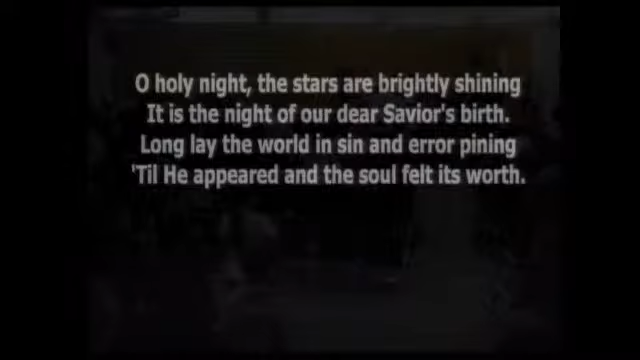 O holy night, the stars are brightly shining
It is the night of our dear Savior's birth.
Long lay the world in sin and error pining
'Til He appeared and the soul felt its worth.